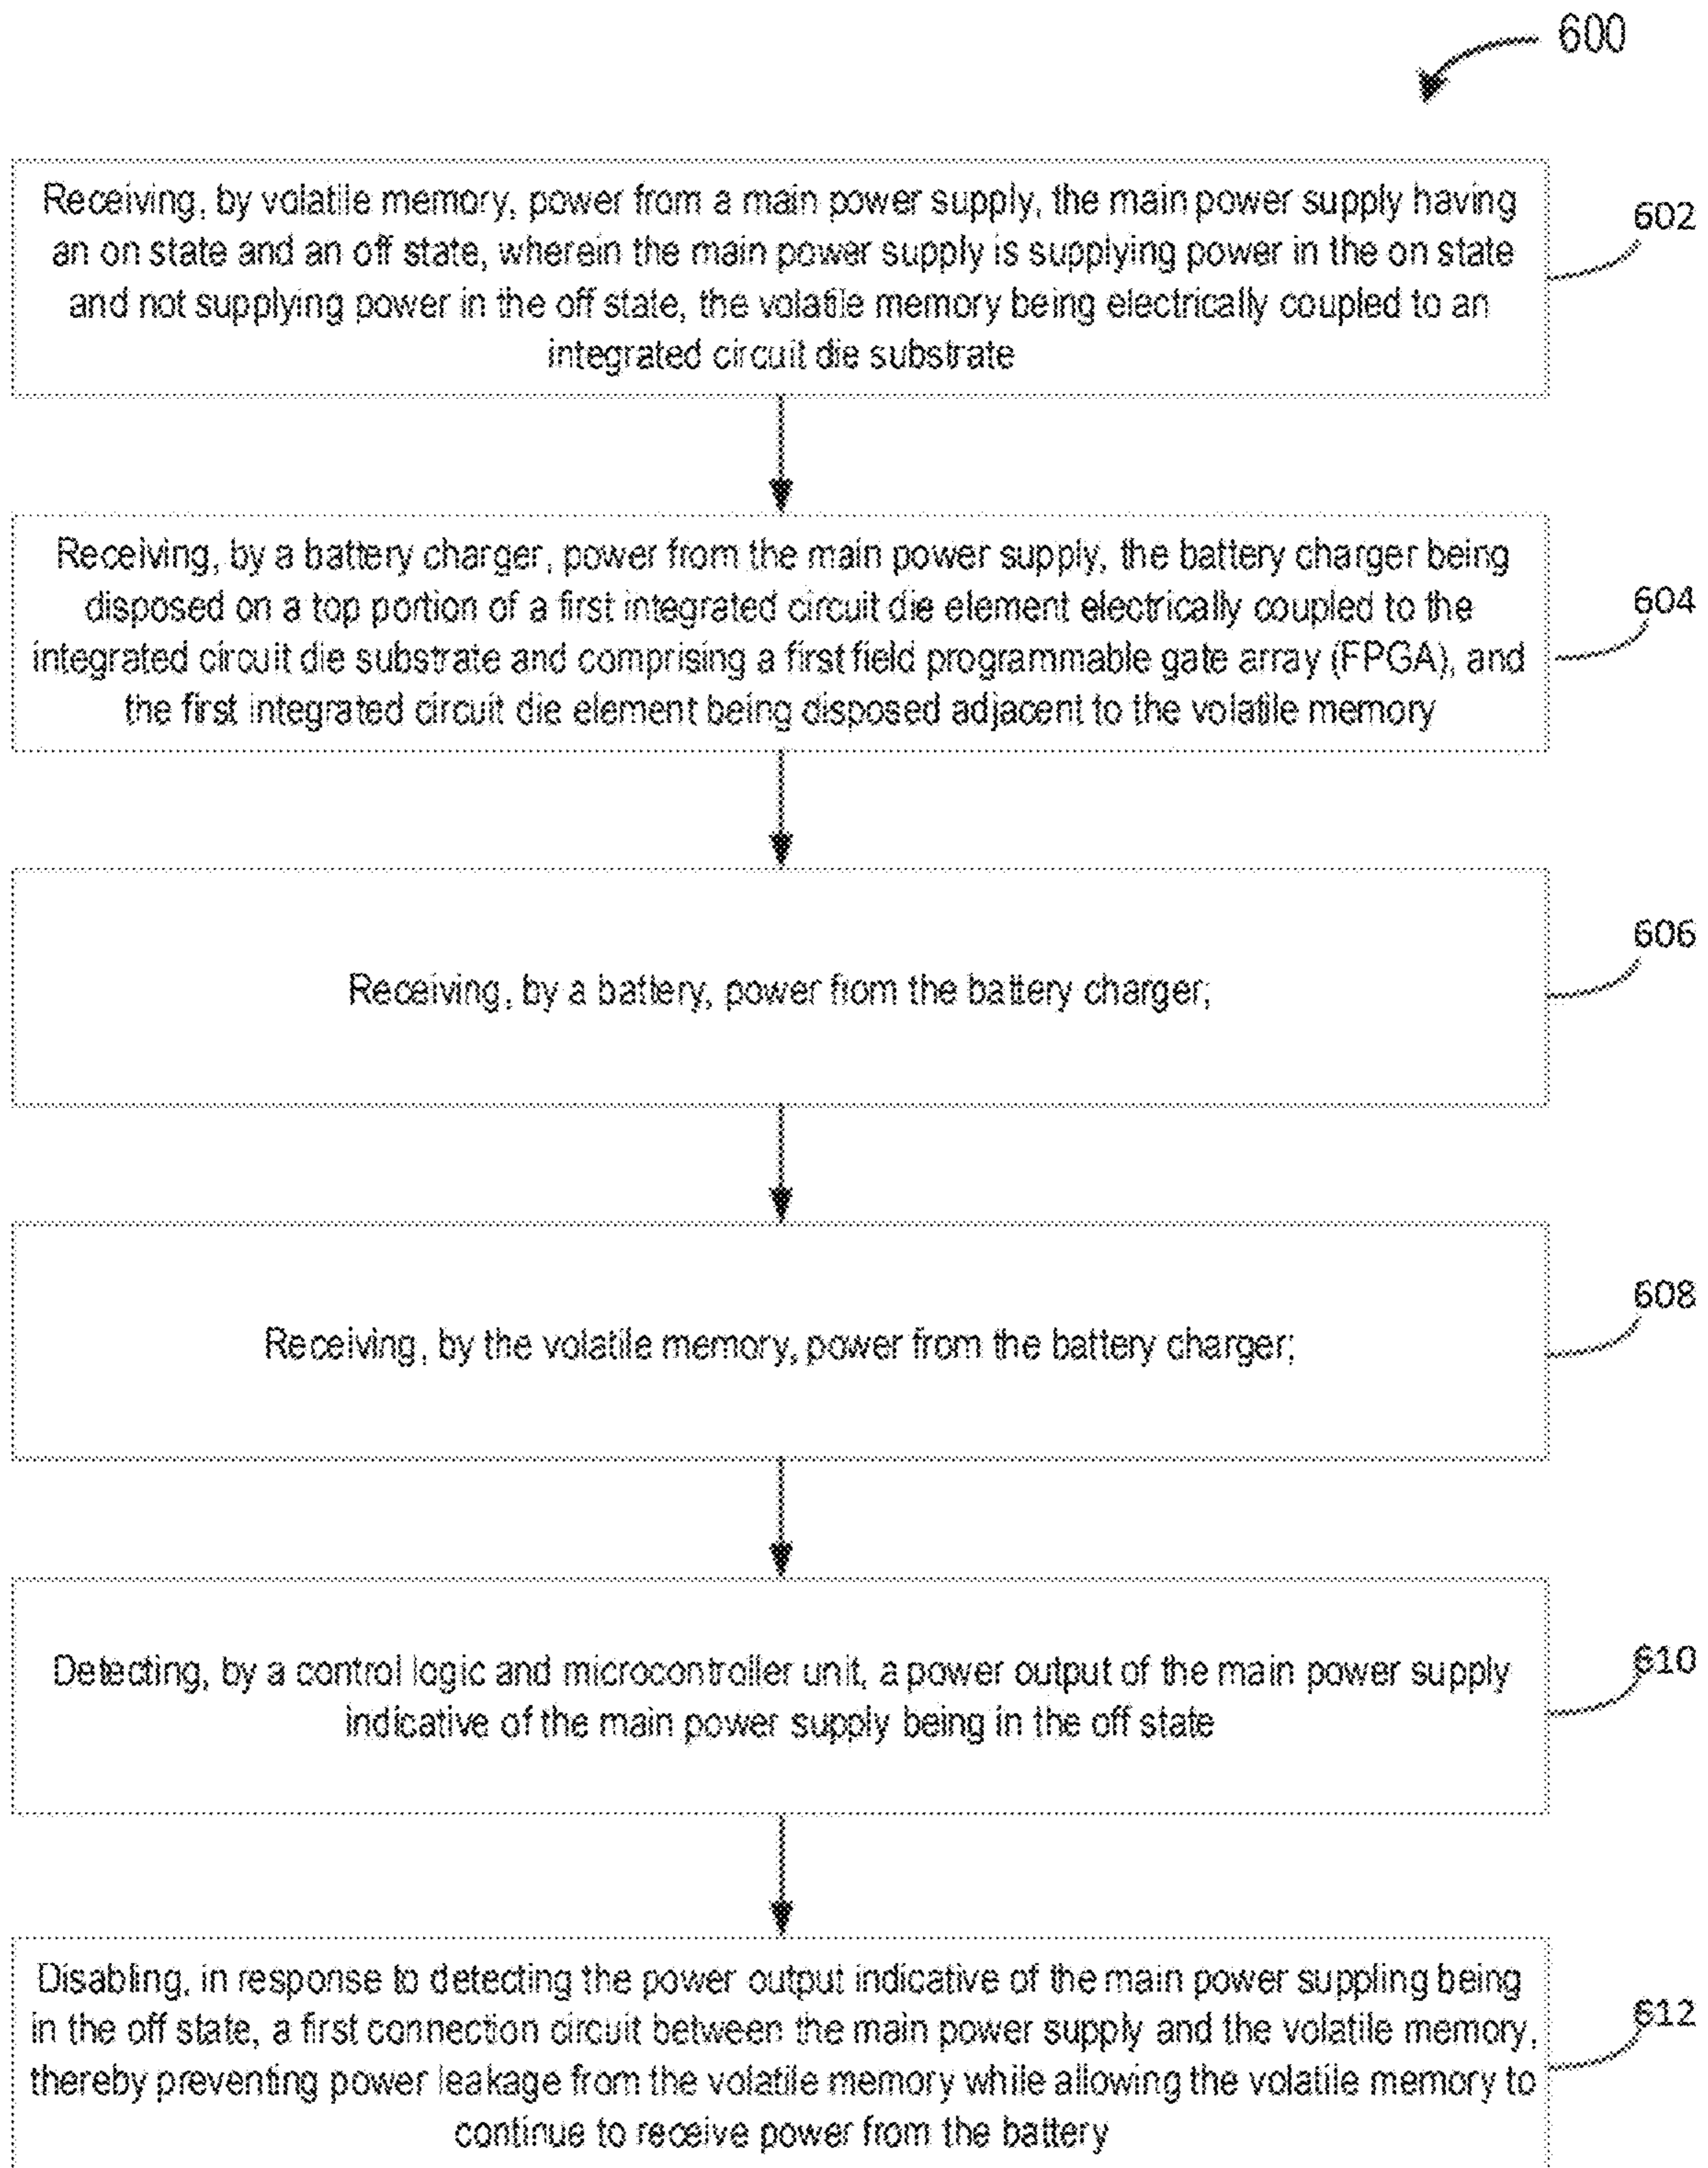 600
Receiving, by volatile memory, power from a main power supply, the main power supply having
an on state and an off state, wherein the main power supply is supplying power in the on state
and not supplying power in the off state, the volatile memory being electrically coupled to an
integrated circuit die substrate
602
Receiving, by a battery charger, power from the main power supply, the battery charger being
disposed on a top portion of a first integrated circuit die element electrically coupled to the
integrated circuit die substrate and comprising a first field programmable gate array (FPGA), and
the first integrated circuit die element being disposed adjacent to the volatile memory
604
Receiving, by a battery, power from the battery charger;
606
Receiving, by the volatile memory, power from the battery charger;
608
Detecting, by a control logic and microcontroller unit, a power output of the main power supply
indicative of the main power supply being in the off state
610
Disabling, in response to detecting the power output indicative of the main power suppling being
in the off state, a first connection circuit between the main power supply and the volatile memory,
thereby preventing power leakage from the volatile memory while allowing the volatile memory to
continue to receive power from the battery
612